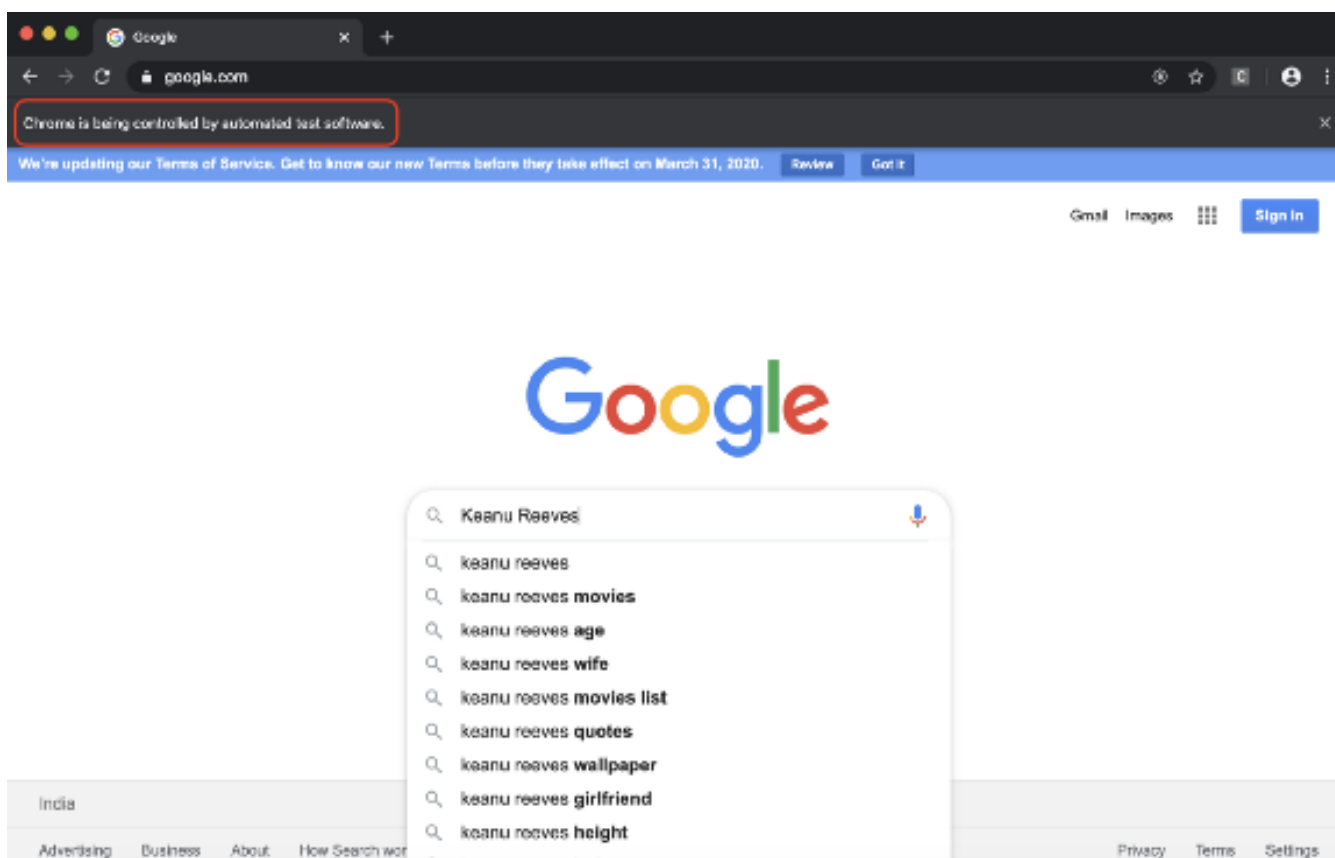 Google
google.com
Chrome is being controlled by automated test software.
We're updating our Terms of Service. Get to know our new Terms before they take effect on March 31, 2020. Review Got it
Gmail Images Sign in
Google
Keanu Reeves
keanu reeves
keanu reeves movies
keanu reeves age
keanu reeves wife
keanu reeves movies list
keanu reeves quotes
keanu reeves wallpaper
keanu reeves girlfriend
keanu reeves height
India
Advertising Business About How Search wor Privacy Terms Settings